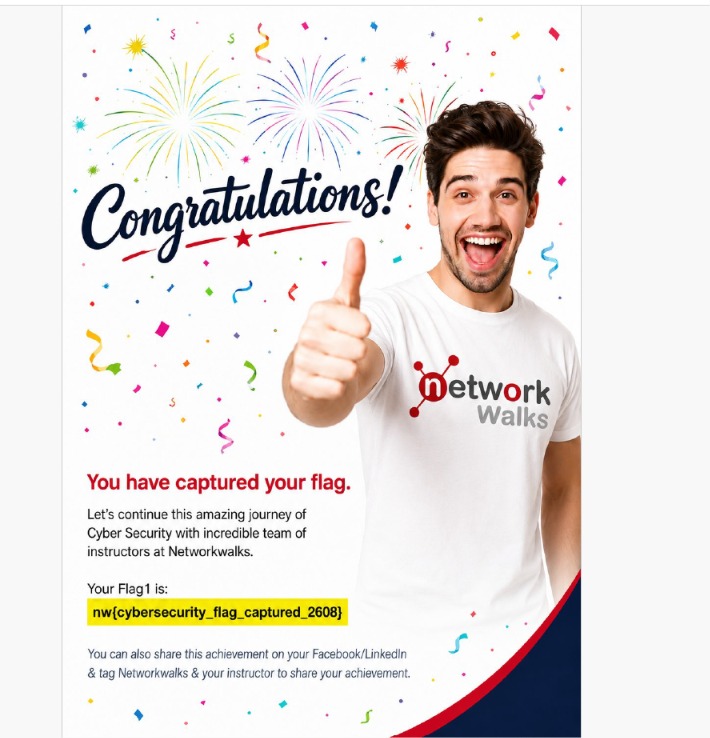 Congratulations!
network
Walks
You have captured your flag.
Let's continue this amazing journey of
Cyber Security with incredible team of
instructors at Networkwalks.
Your Flag1 is:
nw{cybersecurity_flag_captured_2608}
You can also share this achievement on your Facebook/LinkedIn
& tag Networkwalks & your instructor to share your achievement.